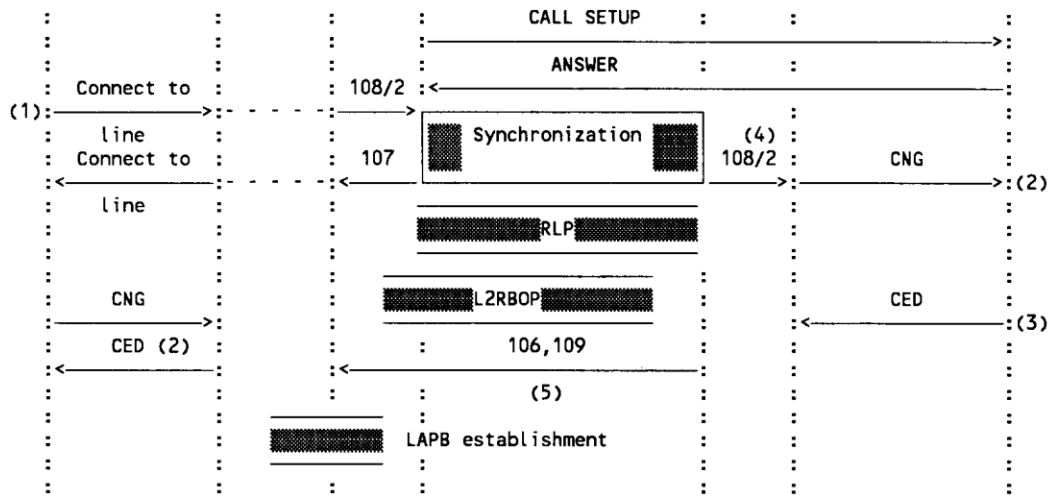 CALL SETUP
ANSWER
Connect to 108/2
(1)
line Synchronization (4)
Connect to 107 108/2 CNG
(2)
line
RLP
CNG L2RBOP CED
(3)
CED (2) 106,109
(5)
LAPB establishment